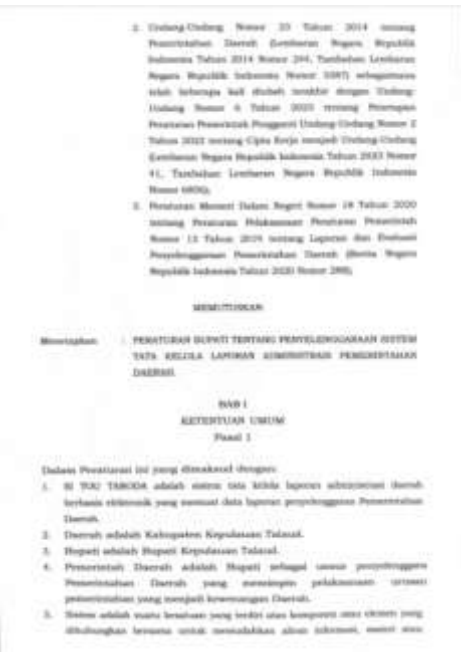 2. Undang-Undang Nomor 23 Tahun 2014 tentang
Pemerintahan Daerah (Lembaran Negara Republik
Indonesia Tahun 2014 Nomor 244, Tambahan Lembaran
Negara Republik Indonesia Nomor 5587) sebagaimana
telah beberapa kali diubah terakhir dengan Undang-
Undang Nomor 6 Tahun 2023 tentang Penetapan
Peraturan Pemerintah Pengganti Undang-Undang Nomor 2
Tahun 2022 tentang Cipta Kerja menjadi Undang-Undang
(Lembaran Negara Republik Indonesia Tahun 2023 Nomor
41, Tambahan Lembaran Negara Republik Indonesia
Nomor 6856);
3. Peraturan Menteri Dalam Negeri Nomor 18 Tahun 2020
tentang Peraturan Pelaksanaan Peraturan Pemerintah
Nomor 13 Tahun 2019 tentang Laporan dan Evaluasi
Penyelenggaraan Pemerintahan Daerah (Berita Negara
Republik Indonesia Tahun 2020 Nomor 288);
MEMUTUSKAN:
Menetapkan : PERATURAN BUPATI TENTANG PENYELENGGARAAN SISTEM
TATA KELOLA LAPORAN ADMINISTRASI PEMERINTAHAN
DAERAH.
BAB I
KETENTUAN UMUM
Pasal 1
Dalam Peraturan ini yang dimaksud dengan:
1. SI TOU TARODA adalah sistem tata kelola laporan administrasi daerah
berbasis elektronik yang memuat data laporan penyelenggaraan Pemerintahan
Daerah.
2. Daerah adalah Kabupaten Kepulauan Talaud.
3. Bupati adalah Bupati Kepulauan Talaud.
4. Pemerintah Daerah adalah Bupati sebagai unsur penyelenggara
Pemerintahan Daerah yang memimpin pelaksanaan urusan
pemerintahan yang menjadi kewenangan Daerah.
5. Sistem adalah suatu kesatuan yang terdiri atas komponen atau elemen yang
dihubungkan bersama untuk memudahkan aliran informasi, materi atau